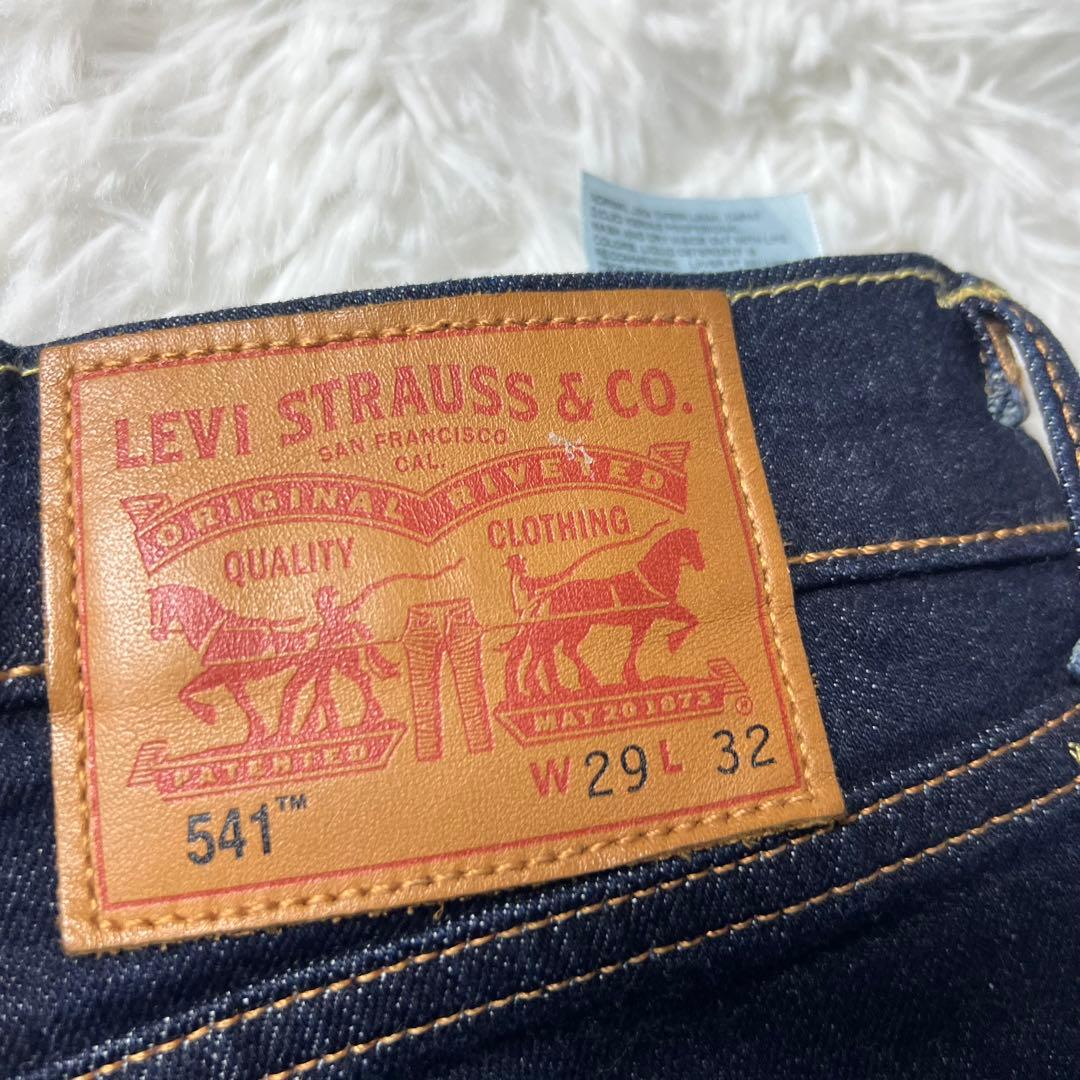 LEVI STRAUSS & CO.
SAN FRANCISCO
CAL.
ORIGINAL RIVETED
QUALITY CLOTHING
PATENTED MAY 20 1873 ®
541™ W 29 L 32